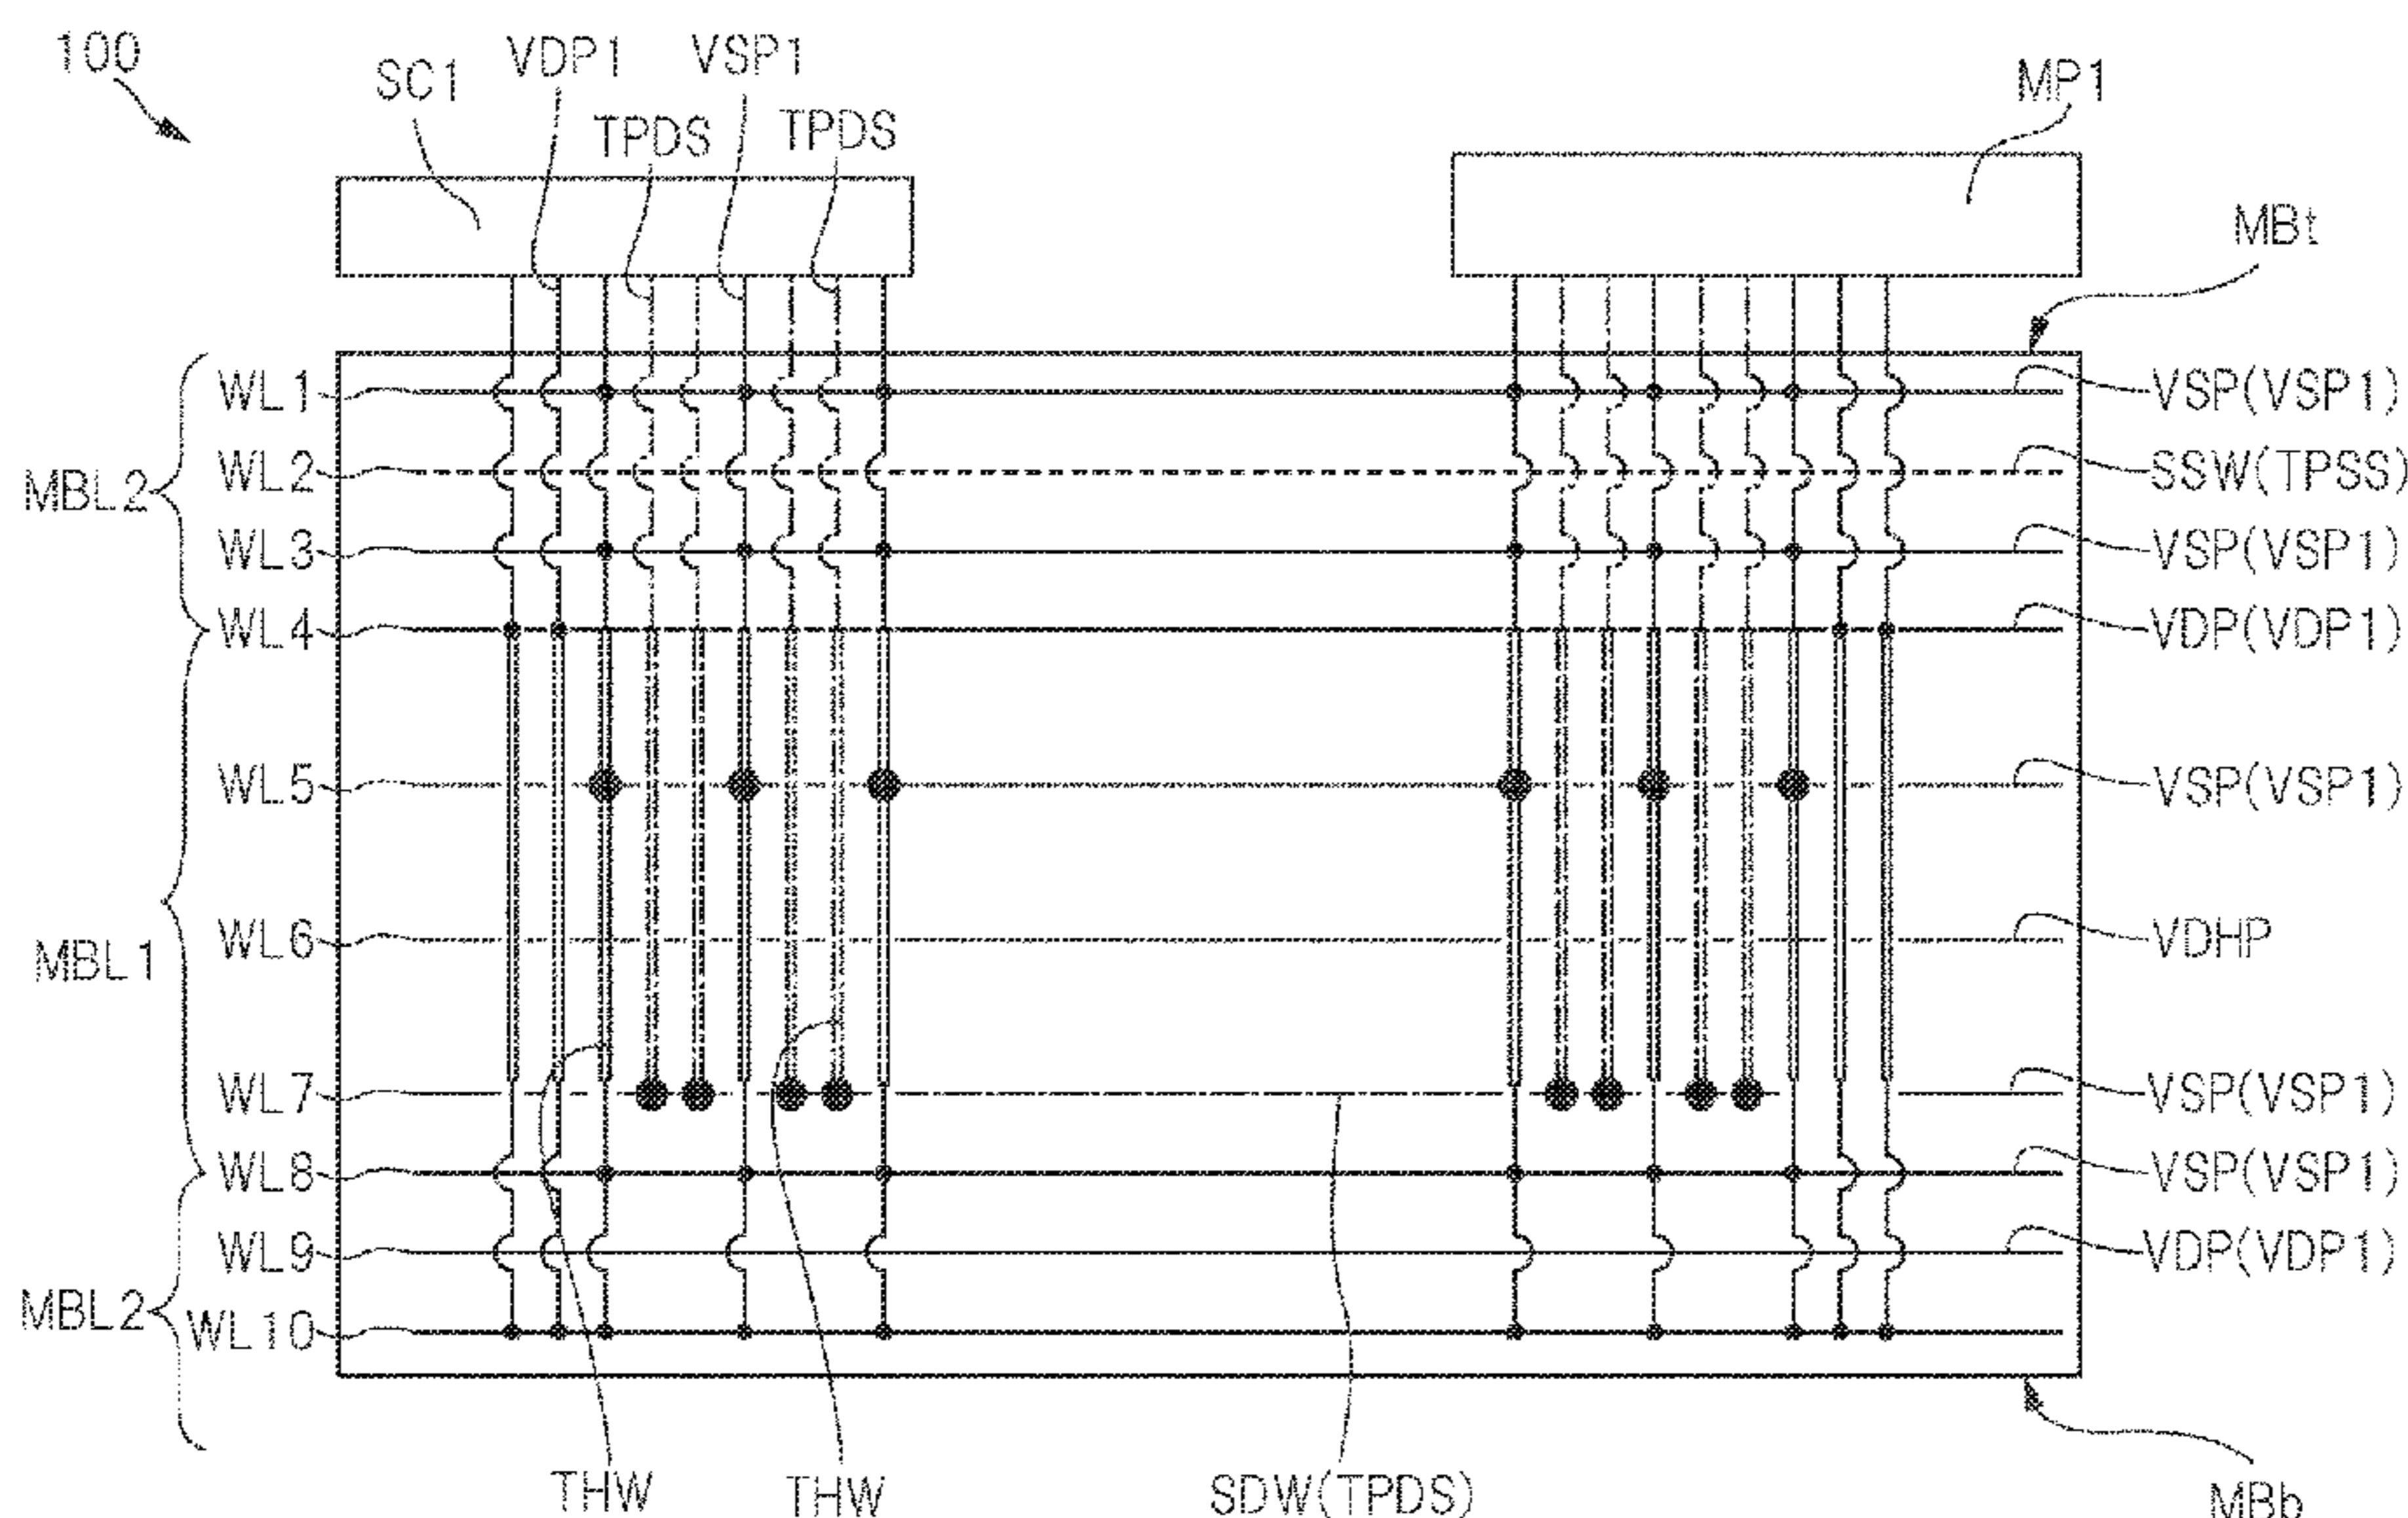 100
SC1
VDP1
VSP1
TPDS
TPDS
MP1
MBt
WL1
VSP(VSP1)
MBL2
WL2
SSW(TPSS)
WL3
VSP(VSP1)
WL4
VDP(VDP1)
WL5
VSP(VSP1)
MBL1
WL6
VDHP
WL7
VSP(VSP1)
WL8
VSP(VSP1)
WL9
VDP(VDP1)
MBL2
WL10
THW
THW
SDW(TPDS)
MBb